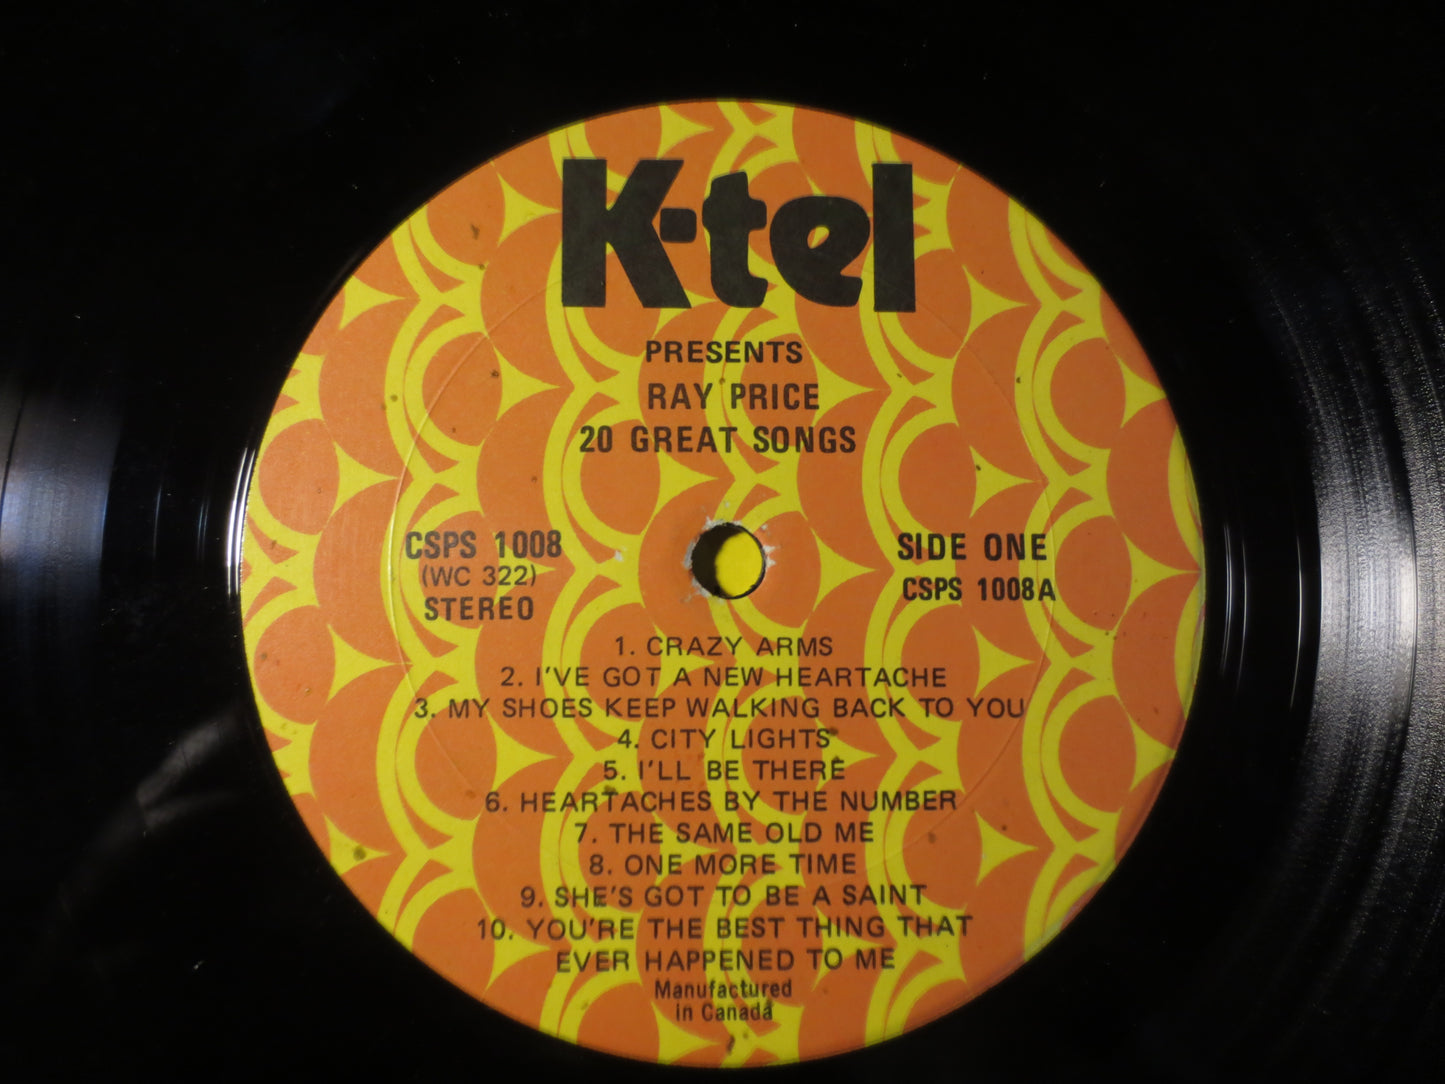 K-tel
PRESENTS
RAY PRICE
20 GREAT SONGS
CSPS 1008
(WC 322)
STEREO
SIDE ONE
CSPS 1008A
1. CRAZY ARMS
2. I'VE GOT A NEW HEARTACHE
3. MY SHOES KEEP WALKING BACK TO YOU
4. CITY LIGHTS
5. I'LL BE THERE
6. HEARTACHES BY THE NUMBER
7. THE SAME OLD ME
8. ONE MORE TIME
9. SHE'S GOT TO BE A SAINT
10. YOU'RE THE BEST THING THAT
EVER HAPPENED TO ME
Manufactured
in Canada